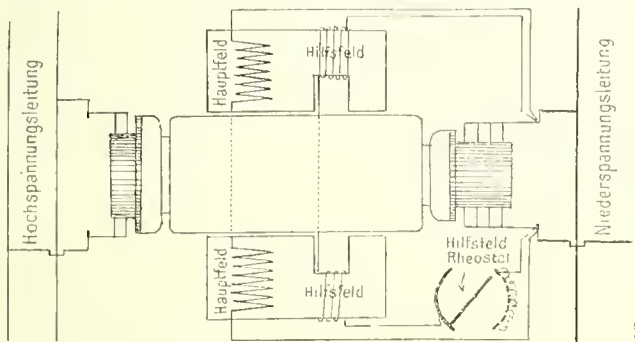 Hochspannungsleitung
Hauptfeld
Hilfsfeld
Niederspannungsleitung
Hauptfeld
Hilfsfeld
Hilfsfeld
Rheostat